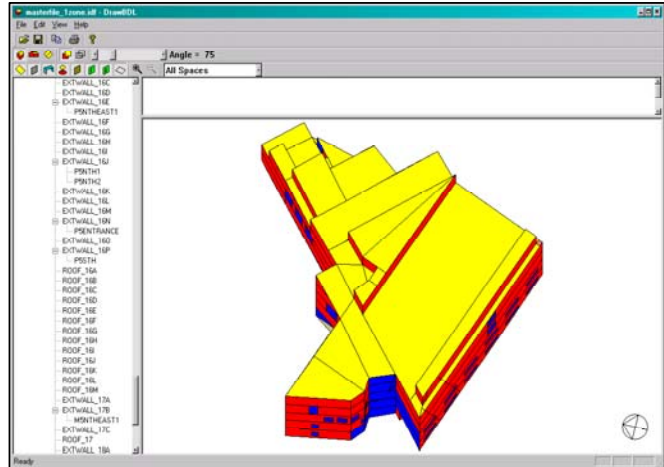 masterfile_1zone.idf - DrawBDL
File Edit View Help
Angle = 75
All Spaces
EXTWALL_16C
EXTWALL_16D
EXTWALL_16E
P5NTHEAST1
EXTWALL_16F
EXTWALL_16G
EXTWALL_16H
EXTWALL_16I
EXTWALL_16J
P5NTH1
P5NTH2
EXTWALL_16K
EXTWALL_16L
EXTWALL_16M
EXTWALL_16N
P5ENTRANCE
EXTWALL_16O
EXTWALL_16P
P5STH
ROOF_16A
ROOF_16B
ROOF_16C
ROOF_16D
ROOF_16E
ROOF_16F
ROOF_16G
ROOF_16H
ROOF_16I
ROOF_16J
ROOF_16K
ROOF_16L
ROOF_16M
EXTWALL_17A
EXTWALL_17B
M5NTHEAST1
EXTWALL_17C
ROOF_17
EXTWALL_18A
Ready